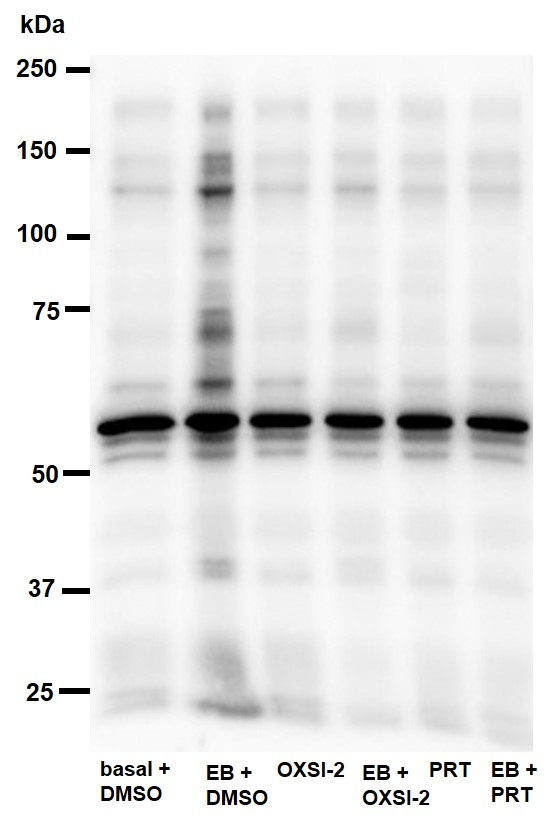 kDa
250
150
100
75
50
37
25
basal +
DMSO
EB +
DMSO
OXSI-2
EB +
OXSI-2
PRT
EB +
PRT